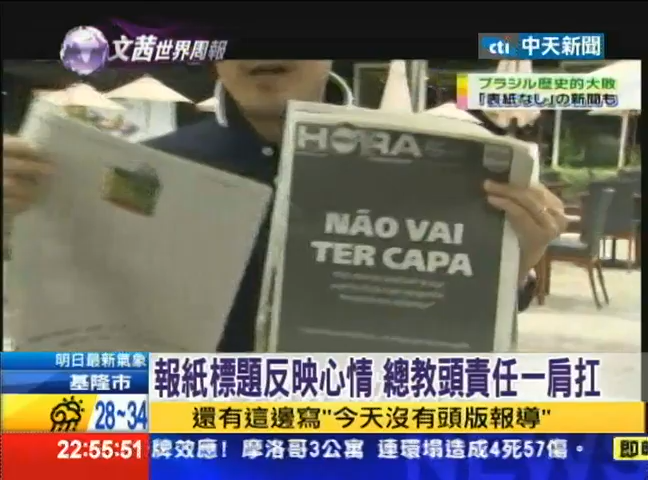 文茜世界周報
cti 中天新聞
ブラジル歴史的大敗
「表紙なし」の新聞も
HORA
NÃO VAI
TER CAPA
明日最新氣象
基隆市
28~34
報紙標題反映心情 總教頭責任一肩扛
還有這邊寫"今天沒有頭版報導"
22:55:51
牌效應! 摩洛哥3公寓 連環塌造成4死57傷。
NEWS